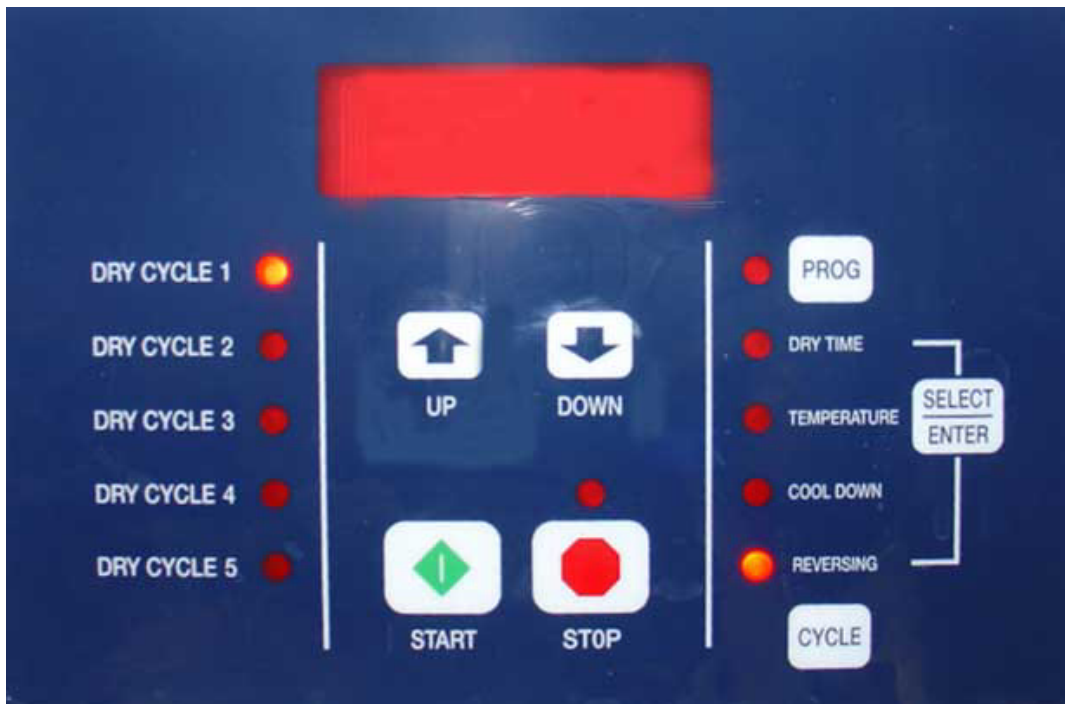 DRY CYCLE 1
DRY CYCLE 2
DRY CYCLE 3
DRY CYCLE 4
DRY CYCLE 5
UP
DOWN
START
STOP
PROG
DRY TIME
TEMPERATURE
COOL DOWN
REVERSING
SELECT
ENTER
CYCLE